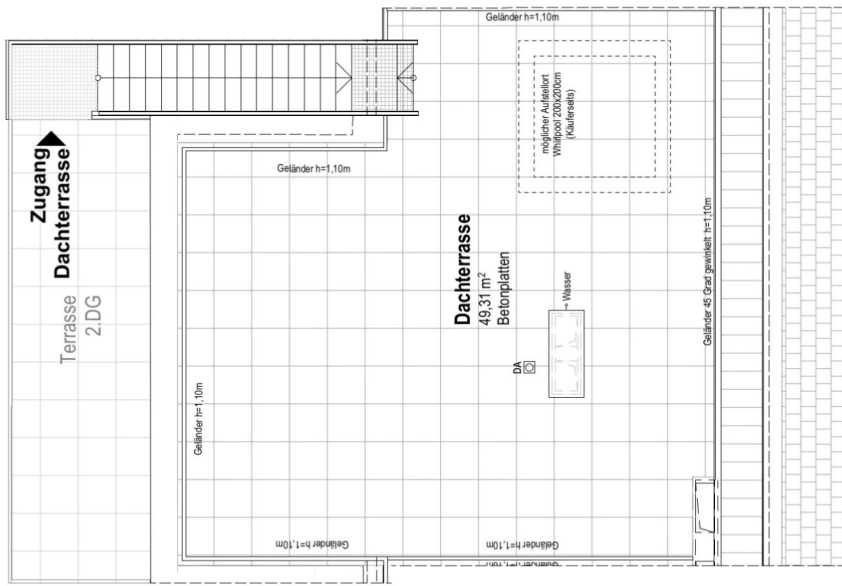 Geländer h=1,10m
Zugang
Dachterrasse
Terrasse
2.DG
Geländer h=1,10m
möglicher Aufstellort
Whirlpool 200x200cm
(Käuferseits)
Dachterrasse
49,31 m²
Betonplatten
Wasser
DA
Geländer 45 Grad gewinkelt h=1,10m
Geländer h=1,10m
Geländer h=1,10m
Geländer h=1,10m